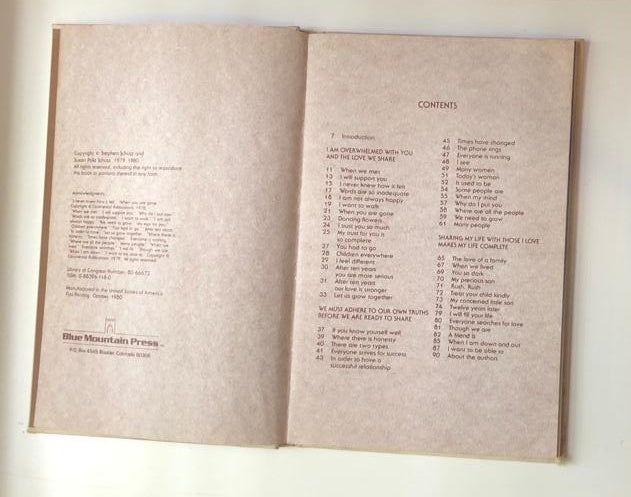 Copyright © Stephen Schutz and
Susan Polis Schutz, 1979, 1980.
All rights reserved, including the right to reproduce
this book or portions thereof in any form.
Acknowledgments:
Library of Congress Number: 80-66673
ISBN: 0-88396-116-0
Manufactured in the United States of America
First Printing: October, 1980
Blue Mountain Press
P.O. Box 4549, Boulder, Colorado 80306
CONTENTS
7 Introduction
I AM OVERWHELMED WITH YOU
AND THE LOVE WE SHARE
11 When we met
13 I will support you
15 I never knew how it felt
17 Words are so inadequate
18 I am not always happy
19 I want to walk
21 When you are gone
23 Dancing flowers
24 I trust you so much
25 My trust for you is
so complete
27 You had to go
28 Children everywhere
29 I feel different
30 After ten years
you are more serious
31 After ten years
our love is stronger
33 Let us grow together
WE MUST ADHERE TO OUR OWN TRUTHS
BEFORE WE ARE READY TO SHARE
37 If you know yourself well
39 Where there is honesty
40 There are two types
41 Everyone strives for success
43 In order to have a
successful relationship
45 Times have changed
46 The phone rings
47 Everyone is running
48 I see
49 Many women
51 Today's woman
52 It used to be
54 Some people are
55 When my mind
57 Why do I put you
58 Where are all the people
59 We need to grow
61 Many people
SHARING MY LIFE WITH THOSE I LOVE
MAKES MY LIFE COMPLETE
65 The love of a family
67 When we lived
69 You so dark
70 My precious son
71 Rush, Rush
72 Treat your child kindly
73 My concerned little son
74 Twelve years later
79 I will fill your life
80 Everyone searches for love
81 Though we are
82 A friend is
85 When I am down and out
87 I want to be able to
90 About the authors